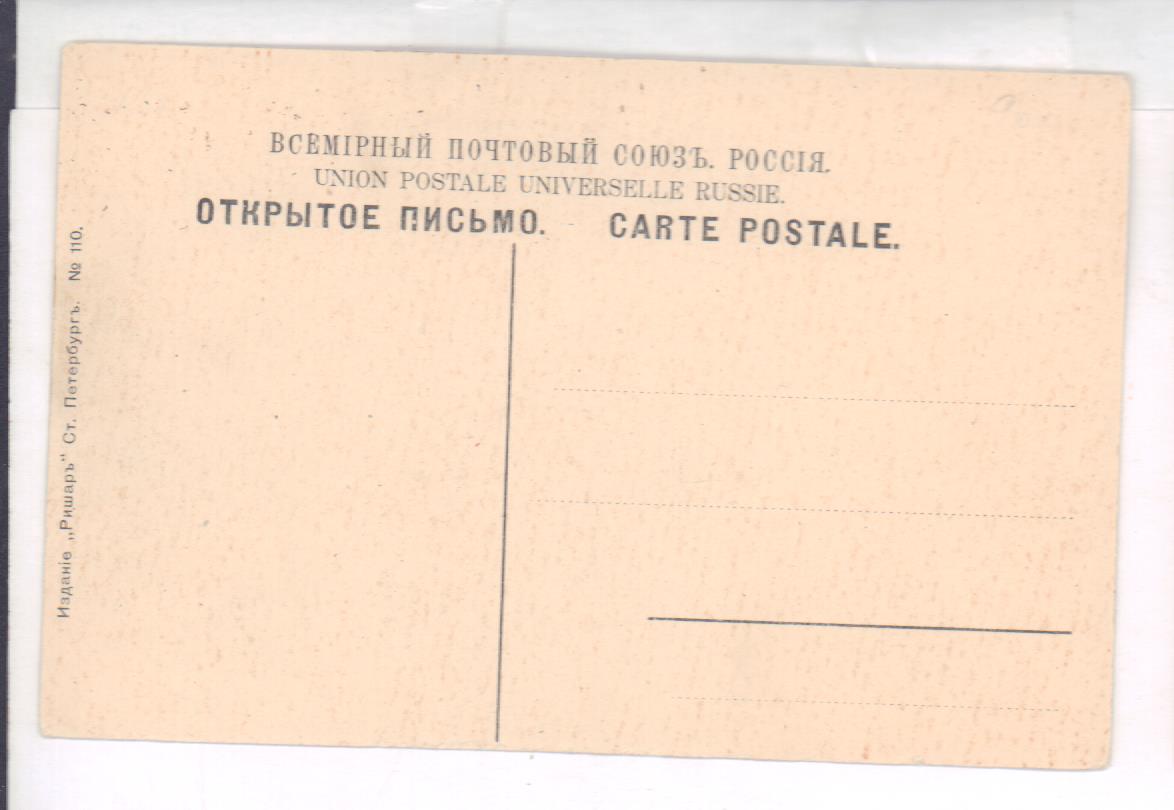 ВСЕМІРНЫЙ ПОЧТОВЫЙ СОЮЗЪ. РОССІЯ.
UNION POSTALE UNIVERSELLE RUSSIE.
ОТКРЫТОЕ ПИСЬМО. CARTE POSTALE.
Изданіе „Ришаръ" Ст. Петербургъ. № 110.